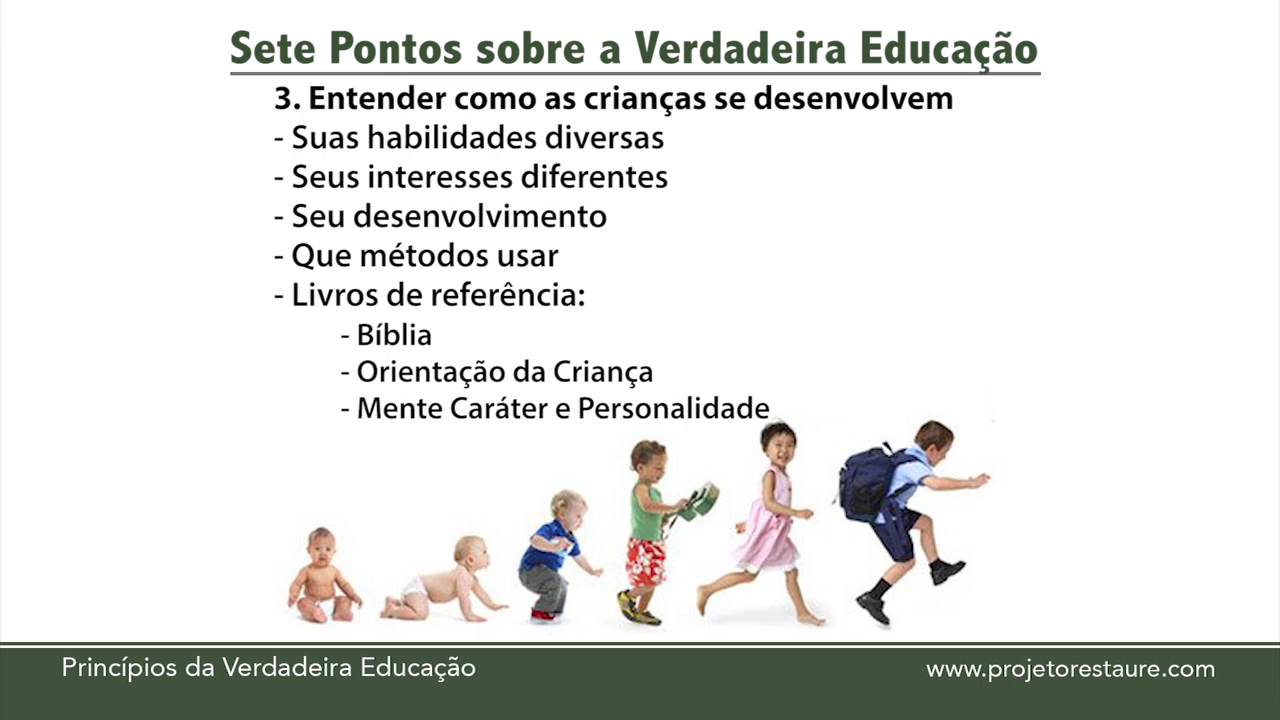 Sete Pontos sobre a Verdadeira Educação
3. Entender como as crianças se desenvolvem
- Suas habilidades diversas
- Seus interesses diferentes
- Seu desenvolvimento
- Que métodos usar
- Livros de referência:
- Bíblia
- Orientação da Criança
- Mente Caráter e Personalidade
Princípios da Verdadeira Educação
www.projetorestaure.com